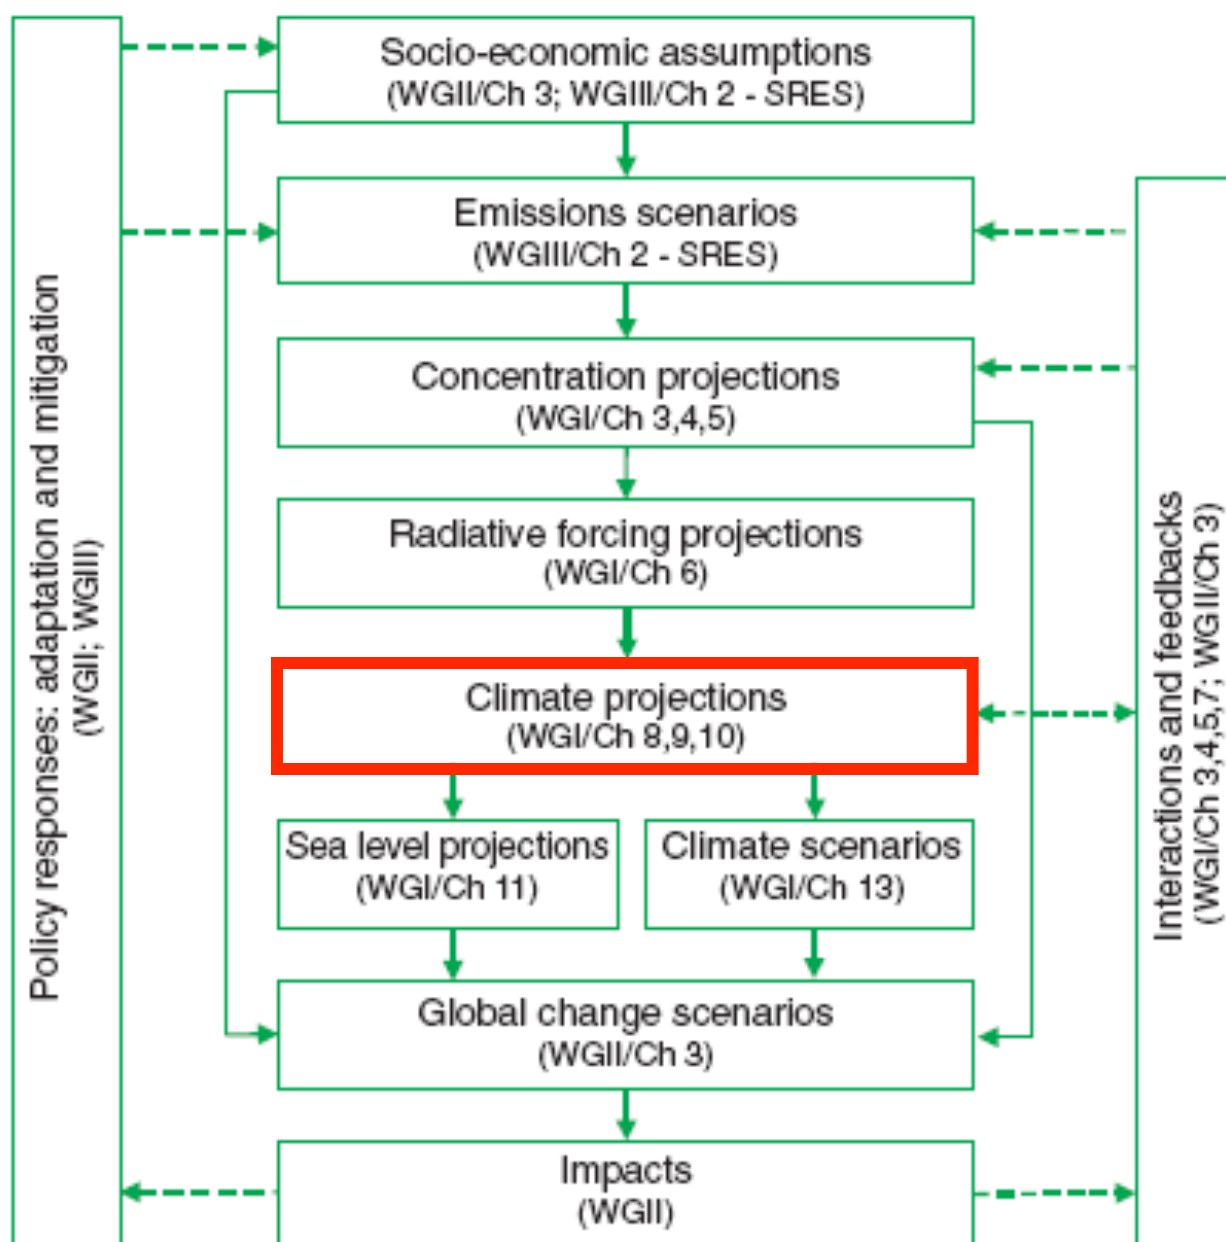 Socio-economic assumptions
(WGII/Ch 3; WGIII/Ch 2 - SRES)
Emissions scenarios
(WGIII/Ch 2 - SRES)
Concentration projections
(WGI/Ch 3,4,5)
Radiative forcing projections
(WGI/Ch 6)
Climate projections
(WGI/Ch 8,9,10)
Sea level projections
(WGI/Ch 11)
Climate scenarios
(WGI/Ch 13)
Global change scenarios
(WGII/Ch 3)
Impacts
(WGII)
Policy responses: adaptation and mitigation
(WGII; WGIII)
Interactions and feedbacks
(WGI/Ch 3,4,5,7; WGII/Ch 3)